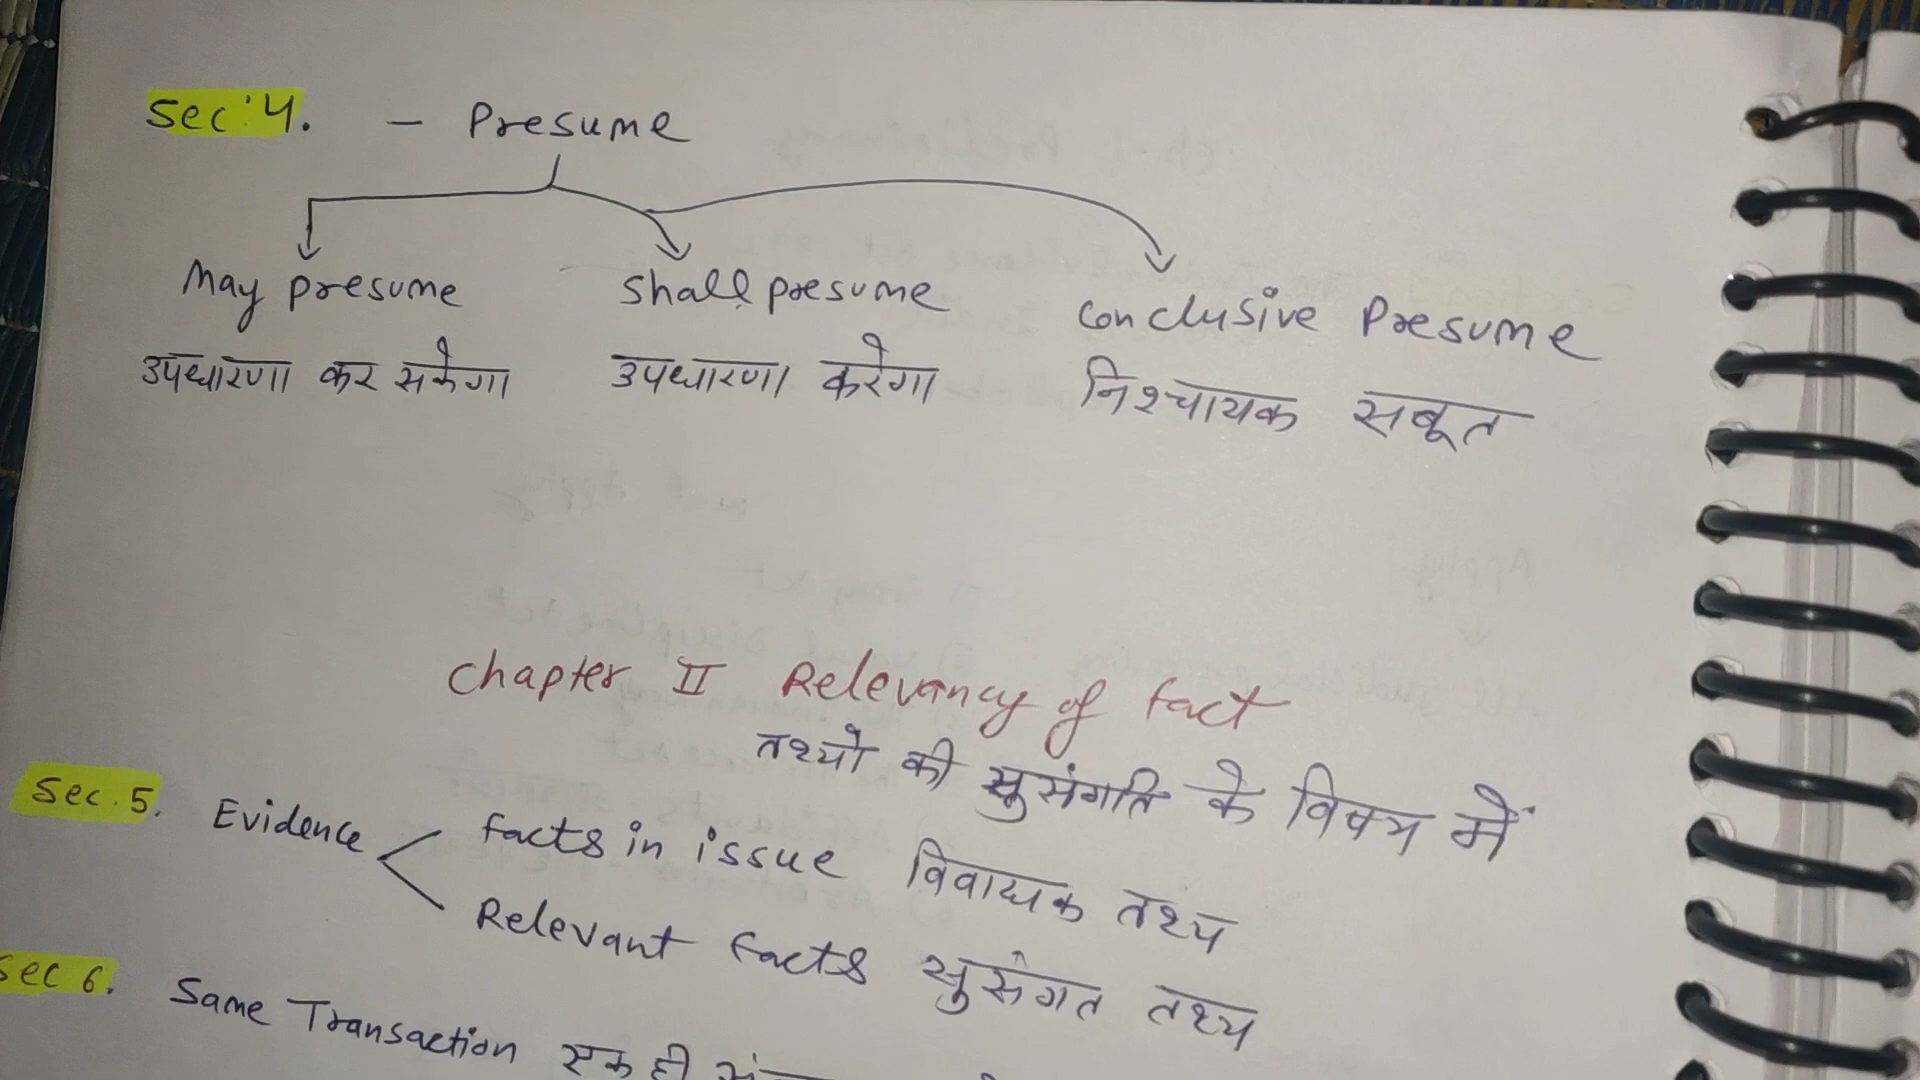 Sec: 4. - Presume
May presume shall presume Conclusive Presume
उपधारणा कर सकेगा उपधारणा करेगा निश्चायक सबूत
Chapter II Relevancy of fact
तथ्यो की सुसंगति के विषय में
Sec. 5. Evidence facts in issue विवाद्यक तथ्य
Relevant facts सुसंगत तथ्य
Sec 6. Same Transaction एक ही